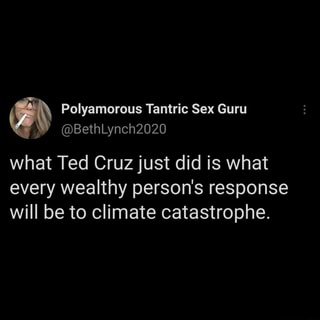 Polyamorous Tantric Sex Guru
@BethLynch2020
what Ted Cruz just did is what
every wealthy person's response
will be to climate catastrophe.